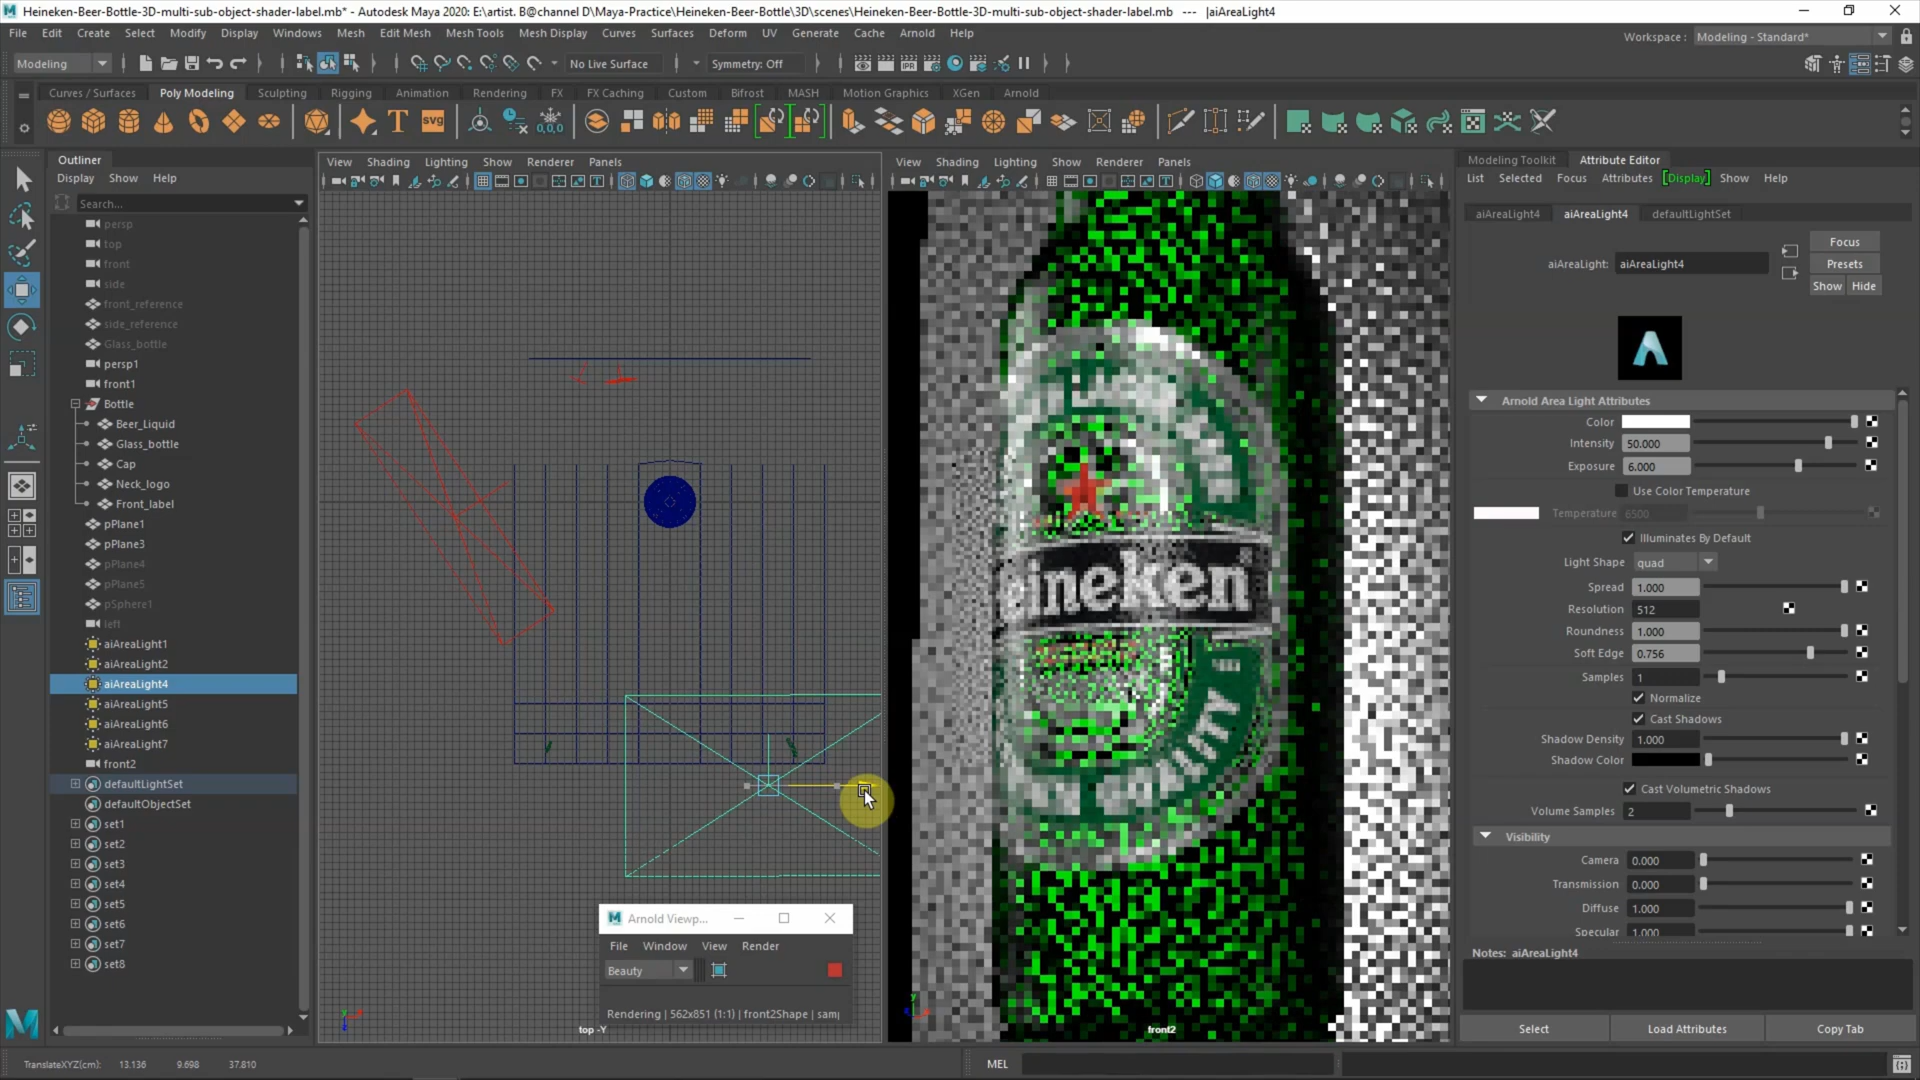 Heineken-Beer-Bottle-3D-multi-sub-object-shader-label.mb* - Autodesk Maya 2020: E:\artist. B@channel D\Maya-Practice\Heineken-Beer-Bottle\3D\scenes\Heineken-Beer-Bottle-3D-multi-sub-object-shader-label.mb --- |aiAreaLight4
File Edit Create Select Modify Display Windows Mesh Edit Mesh Mesh Tools Mesh Display Curves Surfaces Deform UV Generate Cache Arnold Help
Workspace : Modeling - Standard*
Modeling
No Live Surface
Symmetry: Off
IPR
Curves / Surfaces Poly Modeling Sculpting Rigging Animation Rendering FX FX Caching Custom Bifrost MASH Motion Graphics XGen Arnold
T SVG 0,0,0
Outliner
Display Show Help
Search...
persp
top
front
side
front_reference
side_reference
Glass_bottle
persp1
front1
Bottle
Beer_Liquid
Glass_bottle
Cap
Neck_logo
Front_label
pPlane1
pPlane3
pPlane4
pPlane5
pSphere1
left
aiAreaLight1
aiAreaLight2
aiAreaLight4
aiAreaLight5
aiAreaLight6
aiAreaLight7
front2
defaultLightSet
defaultObjectSet
set1
set2
set3
set4
set5
set6
set7
set8
View Shading Lighting Show Renderer Panels
top -Y
Arnold Viewp...
File Window View Render
Beauty
Rendering | 562x851 (1:1) | front2Shape | samp
View Shading Lighting Show Renderer Panels
eineken
front2
Modeling Toolkit Attribute Editor
List Selected Focus Attributes [Display] Show Help
aiAreaLight4 aiAreaLight4 defaultLightSet
aiAreaLight: aiAreaLight4
Focus
Presets
Show Hide
Arnold Area Light Attributes
Color
Intensity 50.000
Exposure 6.000
Use Color Temperature
Temperature 6500
Illuminates By Default
Light Shape quad
Spread 1.000
Resolution 512
Roundness 1.000
Soft Edge 0.756
Samples 1
Normalize
Cast Shadows
Shadow Density 1.000
Shadow Color
Cast Volumetric Shadows
Volume Samples 2
Visibility
Camera 0.000
Transmission 0.000
Diffuse 1.000
Specular 1.000
Notes: aiAreaLight4
Select Load Attributes Copy Tab
TranslateXYZ(cm): 13.136 9.698 37.810
MEL